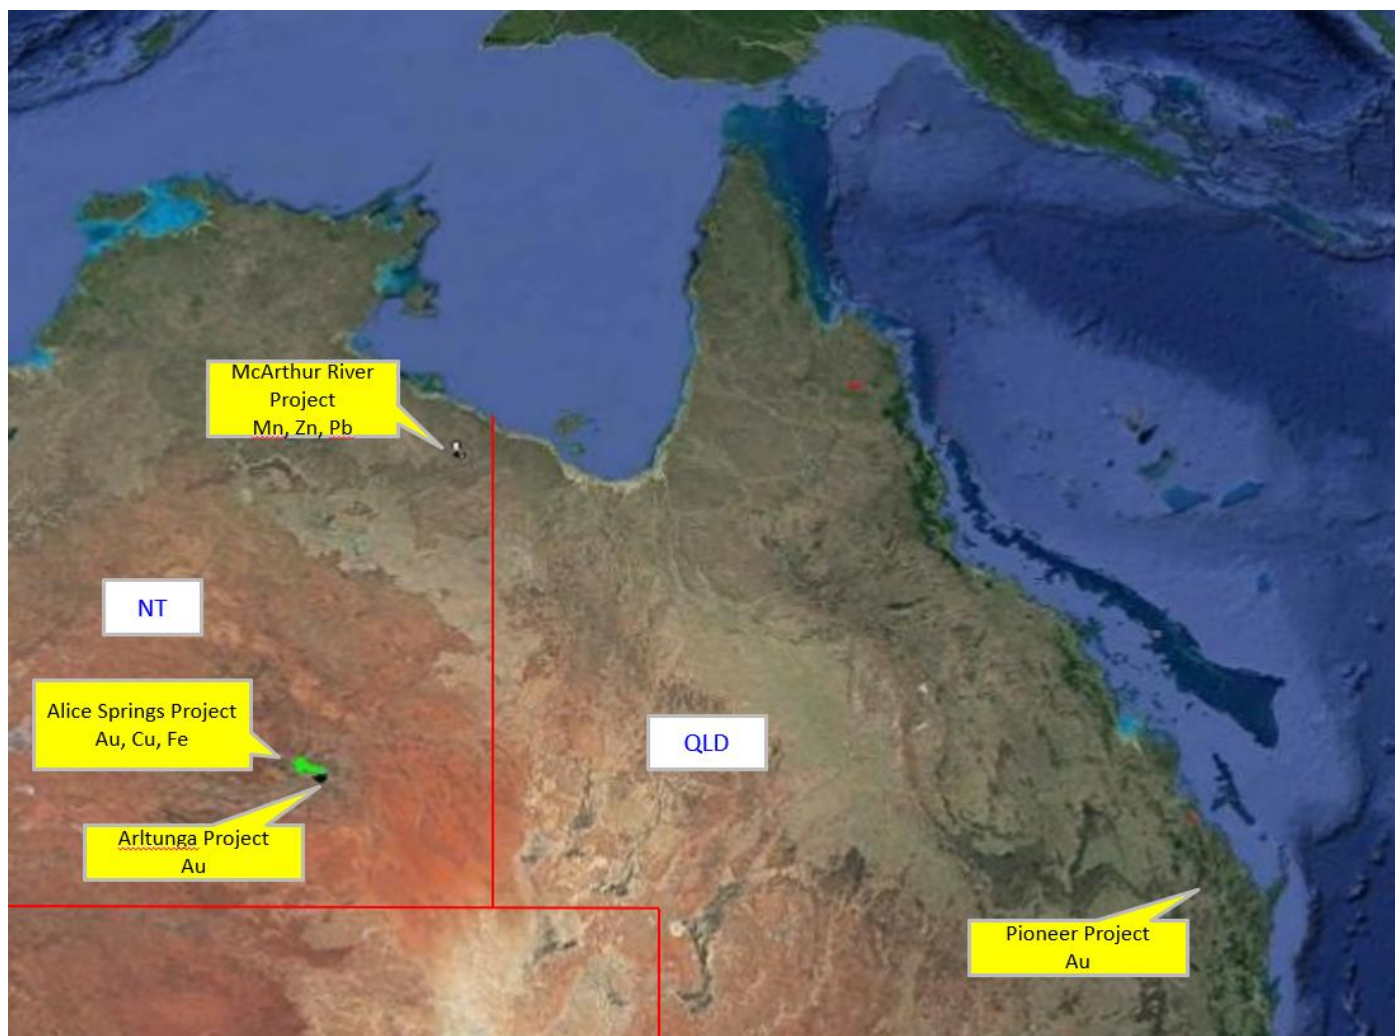 McArthur River
Project
Mn, Zn, Pb
NT
Alice Springs Project
Au, Cu, Fe
QLD
Arltunga Project
Au
Pioneer Project
Au